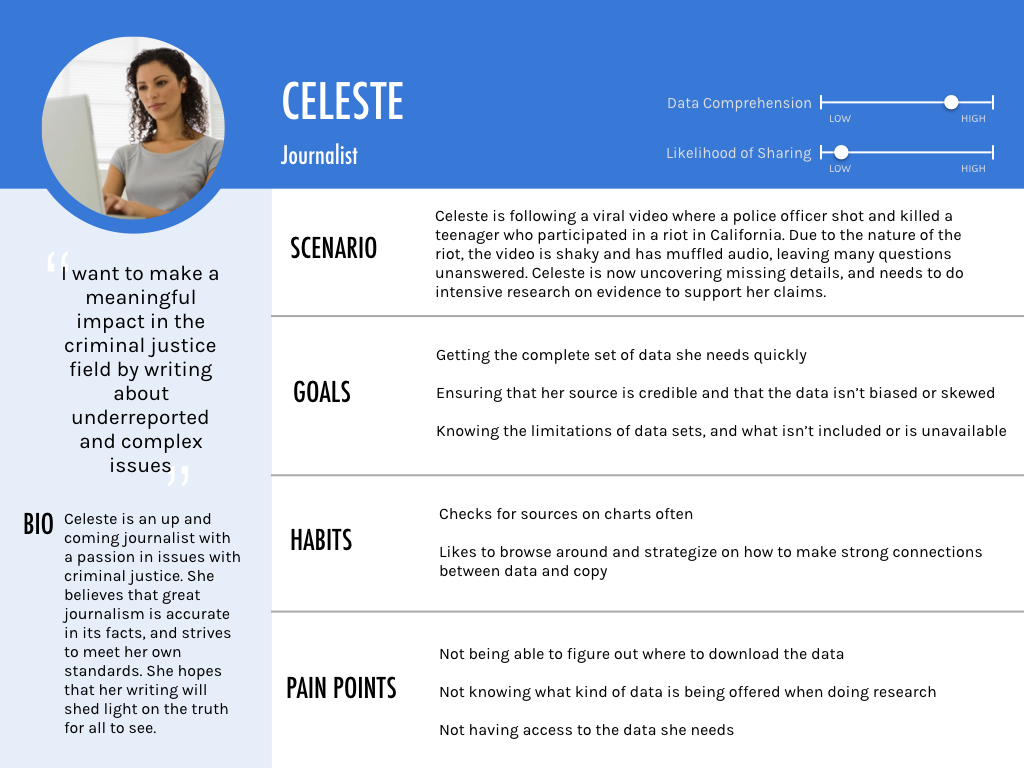 CELESTE
Journalist
Data Comprehension
LOW HIGH
Likelihood of Sharing
LOW HIGH
“
I want to make a
meaningful
impact in the
criminal justice
field by writing
about
underreported
and complex
issues
”
BIO
Celeste is an up and
coming journalist with
a passion in issues with
criminal justice. She
believes that great
journalism is accurate
in its facts, and strives
to meet her own
standards. She hopes
that her writing will
shed light on the truth
for all to see.
SCENARIO
Celeste is following a viral video where a police officer shot and killed a
teenager who participated in a riot in California. Due to the nature of the
riot, the video is shaky and has muffled audio, leaving many questions
unanswered. Celeste is now uncovering missing details, and needs to do
intensive research on evidence to support her claims.
GOALS
Getting the complete set of data she needs quickly
Ensuring that her source is credible and that the data isn’t biased or skewed
Knowing the limitations of data sets, and what isn’t included or is unavailable
HABITS
Checks for sources on charts often
Likes to browse around and strategize on how to make strong connections
between data and copy
PAIN POINTS
Not being able to figure out where to download the data
Not knowing what kind of data is being offered when doing research
Not having access to the data she needs